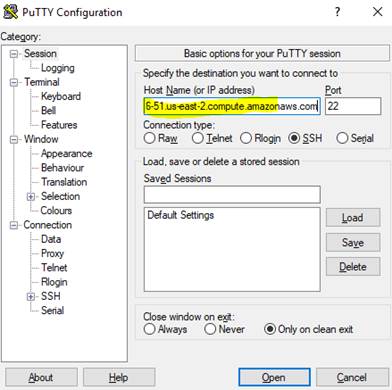 PuTTY Configuration
Category:
Session
Logging
Terminal
Keyboard
Bell
Features
Window
Appearance
Behaviour
Translation
Selection
Colours
Connection
Data
Proxy
Telnet
Rlogin
SSH
Serial
Basic options for your PuTTY session
Specify the destination you want to connect to
Host Name (or IP address) Port
6-51.us-east-2.compute.amazonaws.com 22
Connection type:
Raw Telnet Rlogin SSH Serial
Load, save or delete a stored session
Saved Sessions
Default Settings
Load
Save
Delete
Close window on exit:
Always Never Only on clean exit
About Help Open Cancel